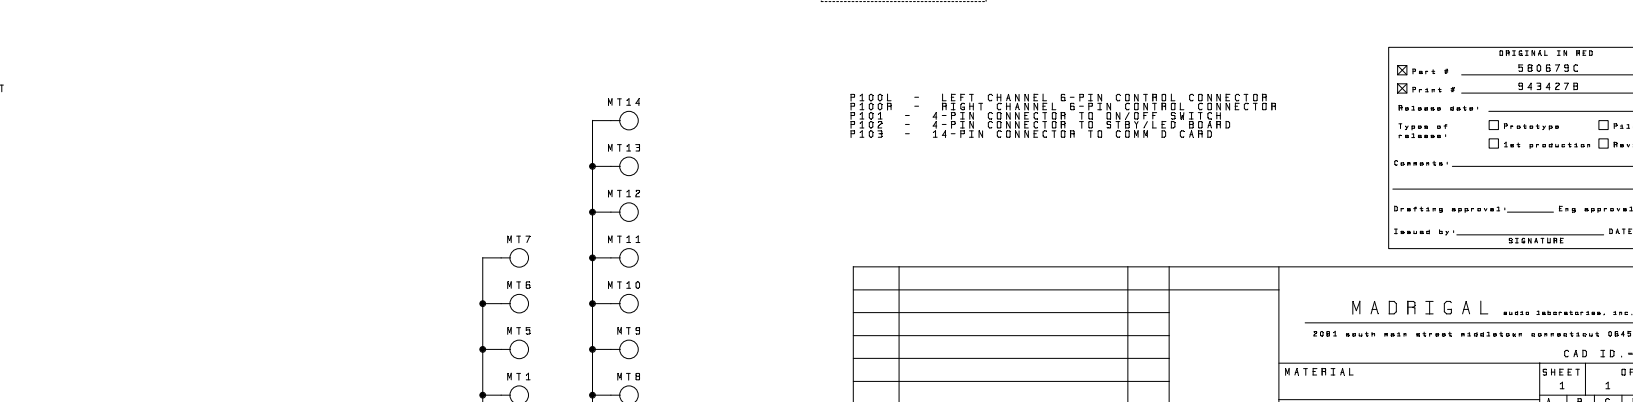 T
MT14
MT13
MT12
MT11
MT10
MT9
MT8
MT7
MT6
MT5
MT1
P100L - LEFT CHANNEL 6-PIN CONTROL CONNECTOR
P100R - RIGHT CHANNEL 6-PIN CONTROL CONNECTOR
P101 - 4-PIN CONNECTOR TO ON/OFF SWITCH
P102 - 4-PIN CONNECTOR TO STBY/LED BOARD
P103 - 14-PIN CONNECTOR TO COMM D CARD
ORIGINAL IN RED
Part # 580679C
Print # 943427B
Release date:
Types of release:
Prototype Pil
1st production Rev
Comments:
Drafting approval: Eng approval
Issued by: DATE
SIGNATURE
MADRIGAL audio laboratories, inc.
2081 south main street middletown connecticut 0645
CAD ID.-
MATERIAL
SHEET OF
1 1
A B C